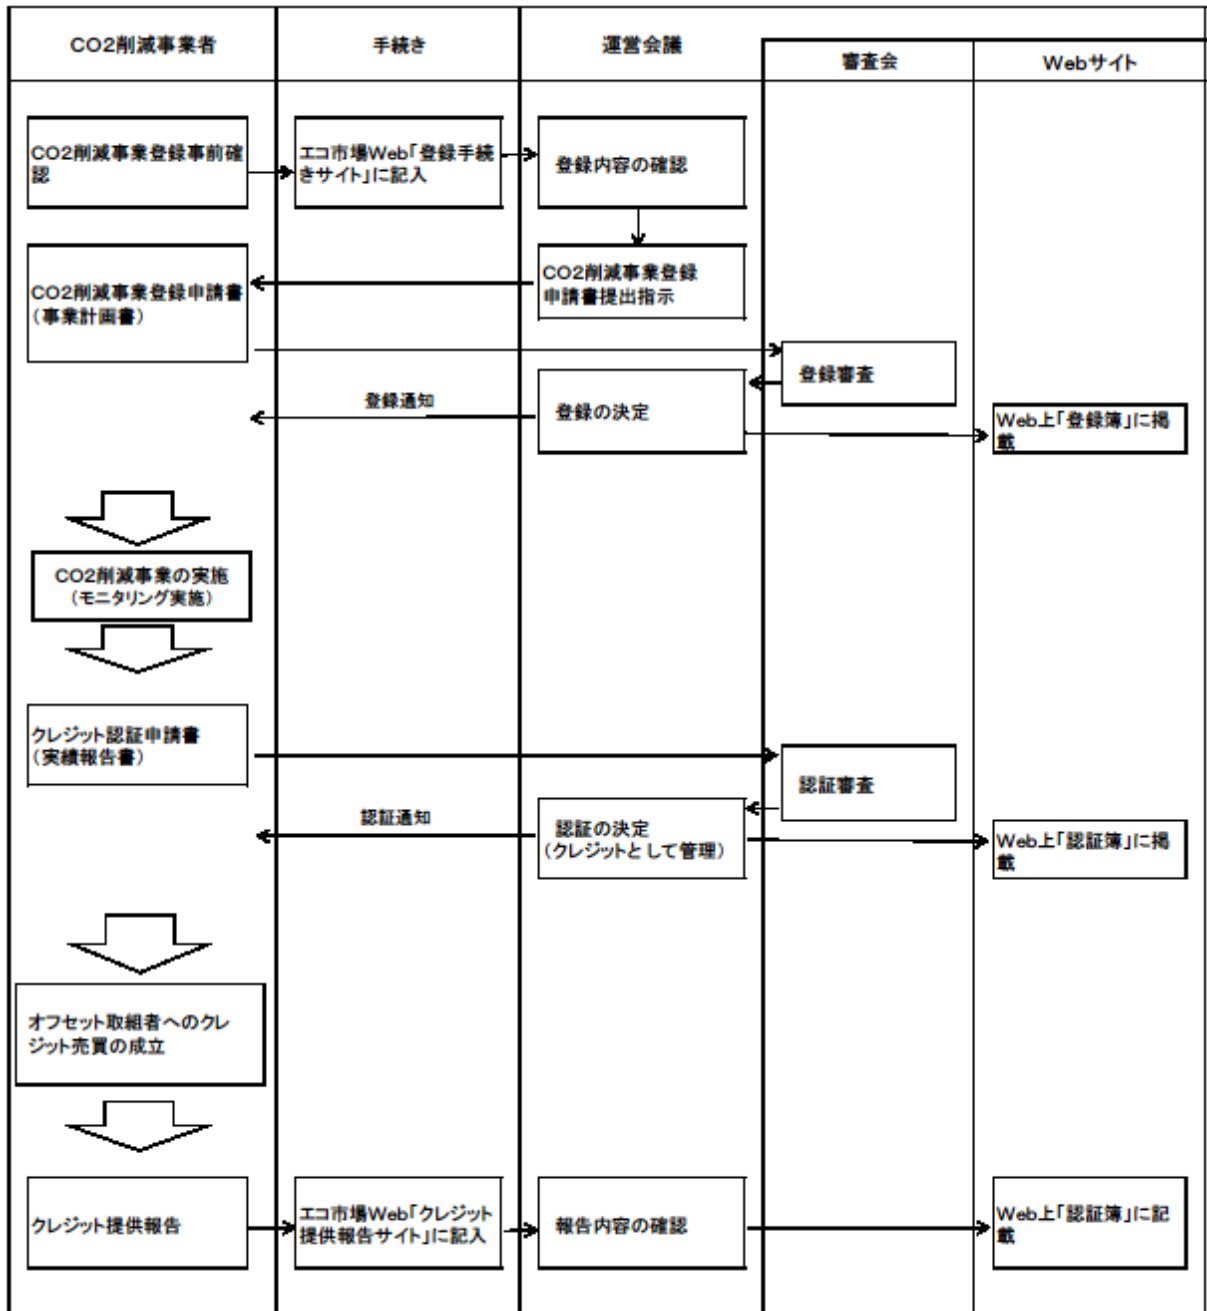 CO2削減事業者
手続き
運営会議
審査会
Webサイト
CO2削減事業登録事前確
認
エコ市場Web「登録手続
きサイト」に記入
登録内容の確認
CO2削減事業登録申請書
(事業計画書)
CO2削減事業登録
申請書提出指示
登録審査
登録通知
登録の決定
Web上「登録簿」に掲
載
CO2削減事業の実施
(モニタリング実施)
クレジット認証申請書
(実績報告書)
認証審査
認証通知
認証の決定
(クレジットとして管理)
Web上「認証簿」に掲
載
オフセット取組者へのクレ
ジット売買の成立
クレジット提供報告
エコ市場Web「クレジット
提供報告サイト」に記入
報告内容の確認
Web上「認証簿」に記
載